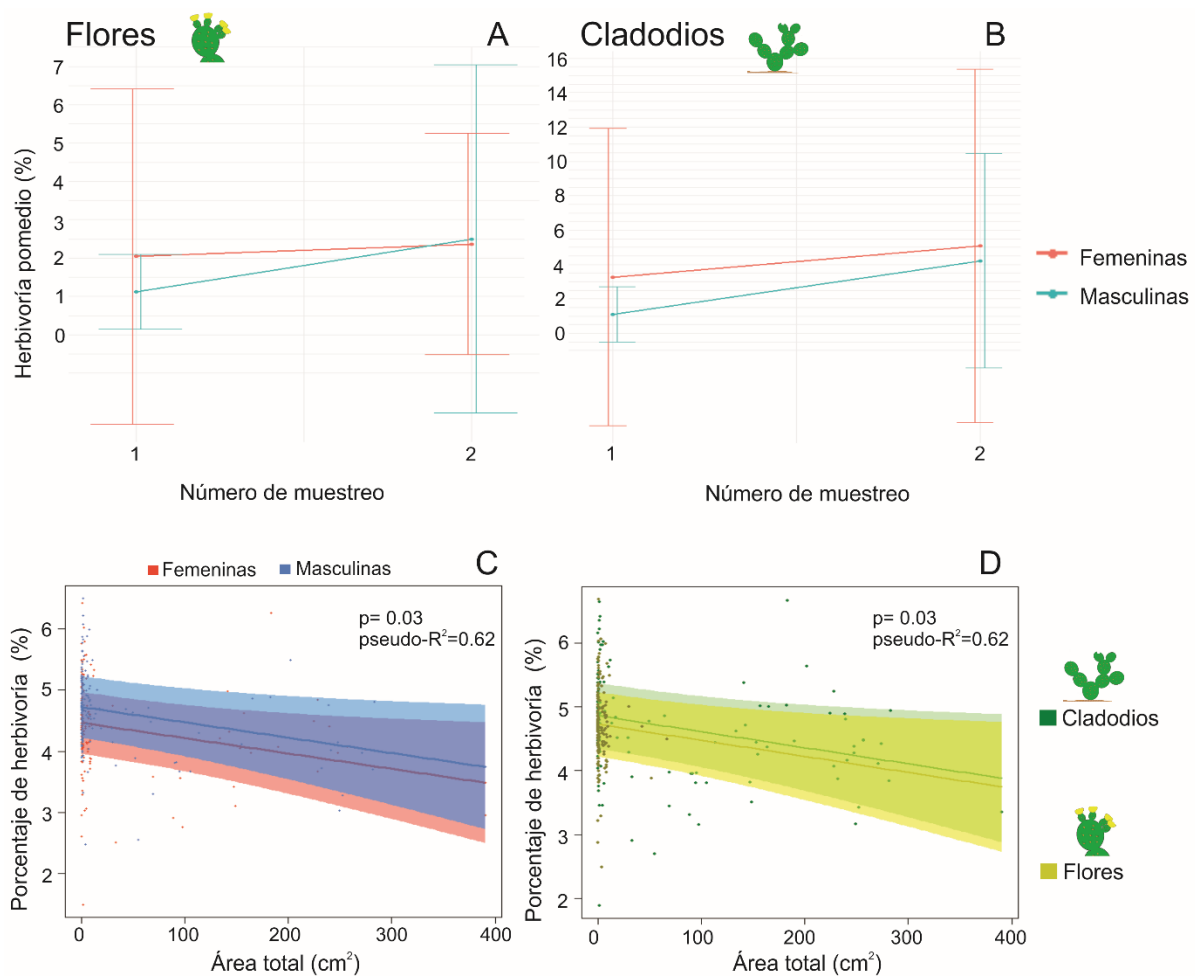 Flores
A
Cladodios
B
7
6
5
4
3
2
1
0
Herbivoría pomedio (%)
1
2
Número de muestreo
16
14
12
10
8
6
4
2
0
1
2
Número de muestreo
Femeninas
Masculinas
Femeninas
Masculinas
C
p= 0.03
pseudo-R²=0.62
6
5
4
3
2
Porcentaje de herbivoría (%)
0
100
200
300
400
Área total (cm²)
D
p= 0.03
pseudo-R²=0.62
6
5
4
3
2
Porcentaje de herbivoría (%)
0
100
200
300
400
Área total (cm²)
Cladodios
Flores